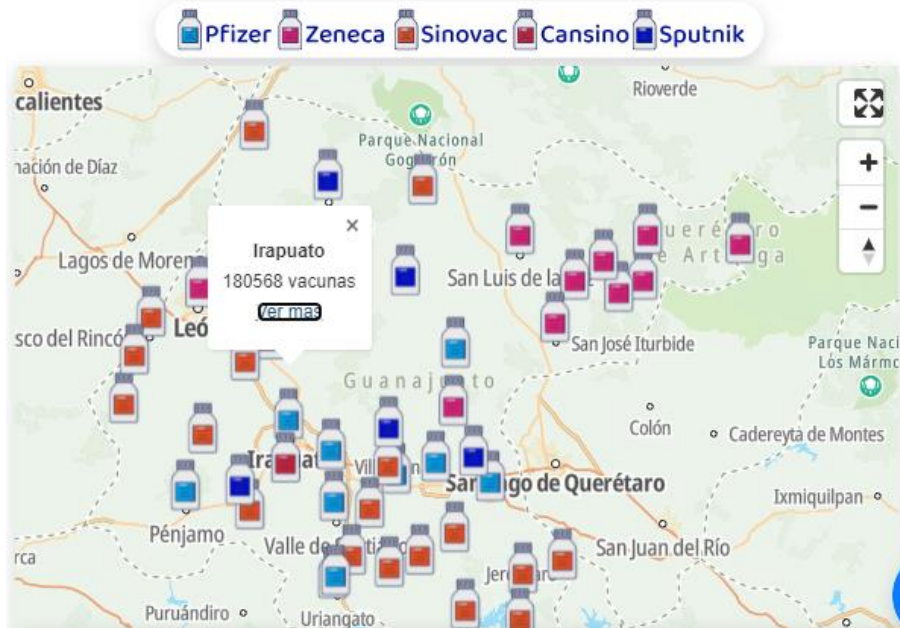 Pfizer Zeneca Sinovac Cansino Sputnik
calientes
Rioverde
Parque Nacional
nación de Díaz
Irapuato
×
180568 vacunas
Ver mas
Lagos de Moren
San Luis de la
+
−
sco del Rincó
Leó
San José Iturbide
Parque Naci
Los Mármo
Guanajuato
Colón
Cadereyta de Montes
Irapuat
de Querétaro
Ixmiquilpan
Pénjamo
Valle de
San Juan del Río
rca
Puruándiro
Uriangato